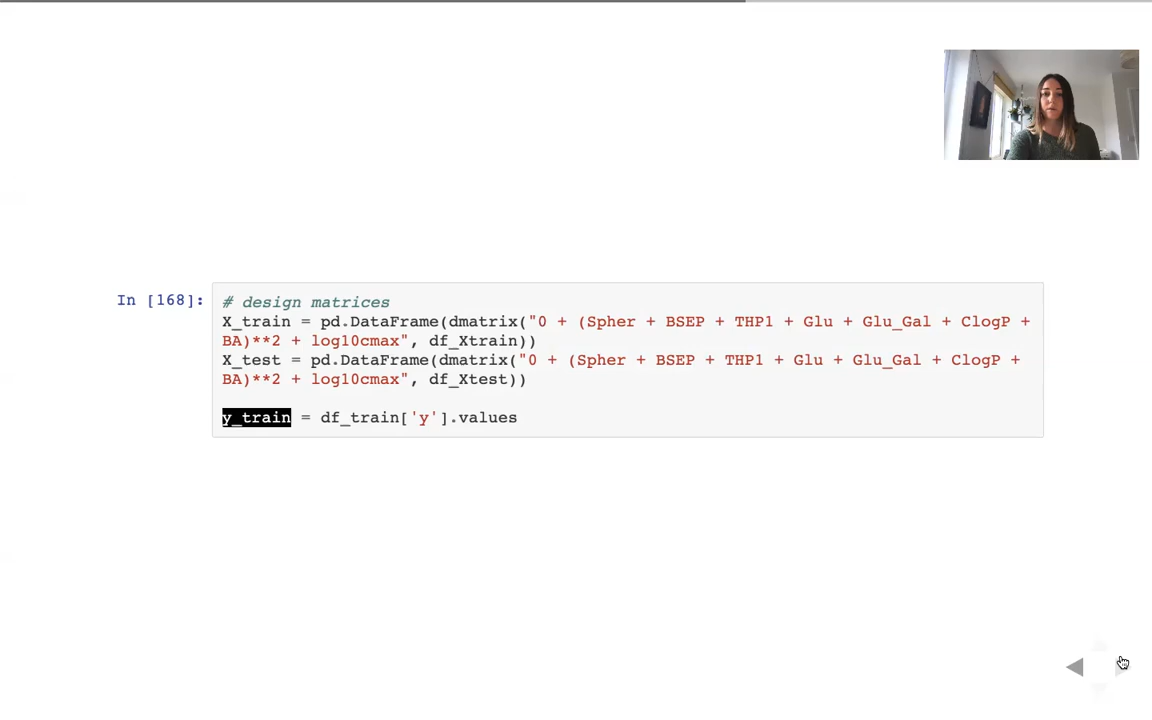 In [168]:
# design matrices
X_train = pd.DataFrame(dmatrix("0 + (Spher + BSEP + THP1 + Glu + Glu_Gal + ClogP +
BA)**2 + log10cmax", df_Xtrain))
X_test = pd.DataFrame(dmatrix("0 + (Spher + BSEP + THP1 + Glu + Glu_Gal + ClogP +
BA)**2 + log10cmax", df_Xtest))
y_train = df_train['y'].values